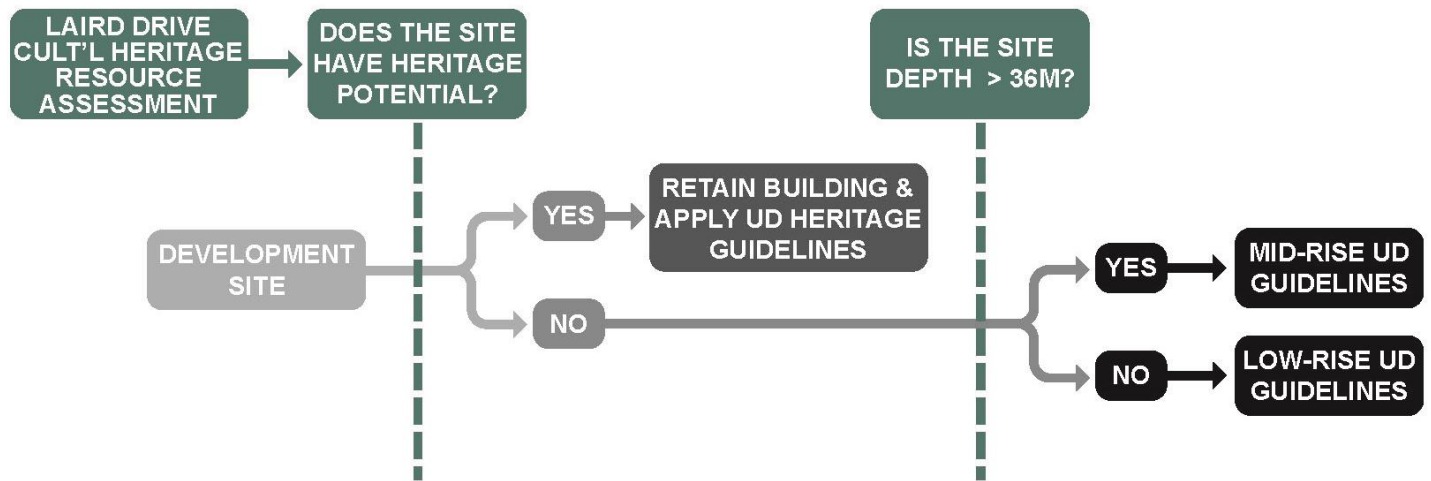 LAIRD DRIVE
CULT'L HERITAGE
RESOURCE
ASSESSMENT
DOES THE SITE
HAVE HERITAGE
POTENTIAL?
IS THE SITE
DEPTH > 36M?
DEVELOPMENT
SITE
YES
RETAIN BUILDING &
APPLY UD HERITAGE
GUIDELINES
NO
YES
MID-RISE UD
GUIDELINES
NO
LOW-RISE UD
GUIDELINES